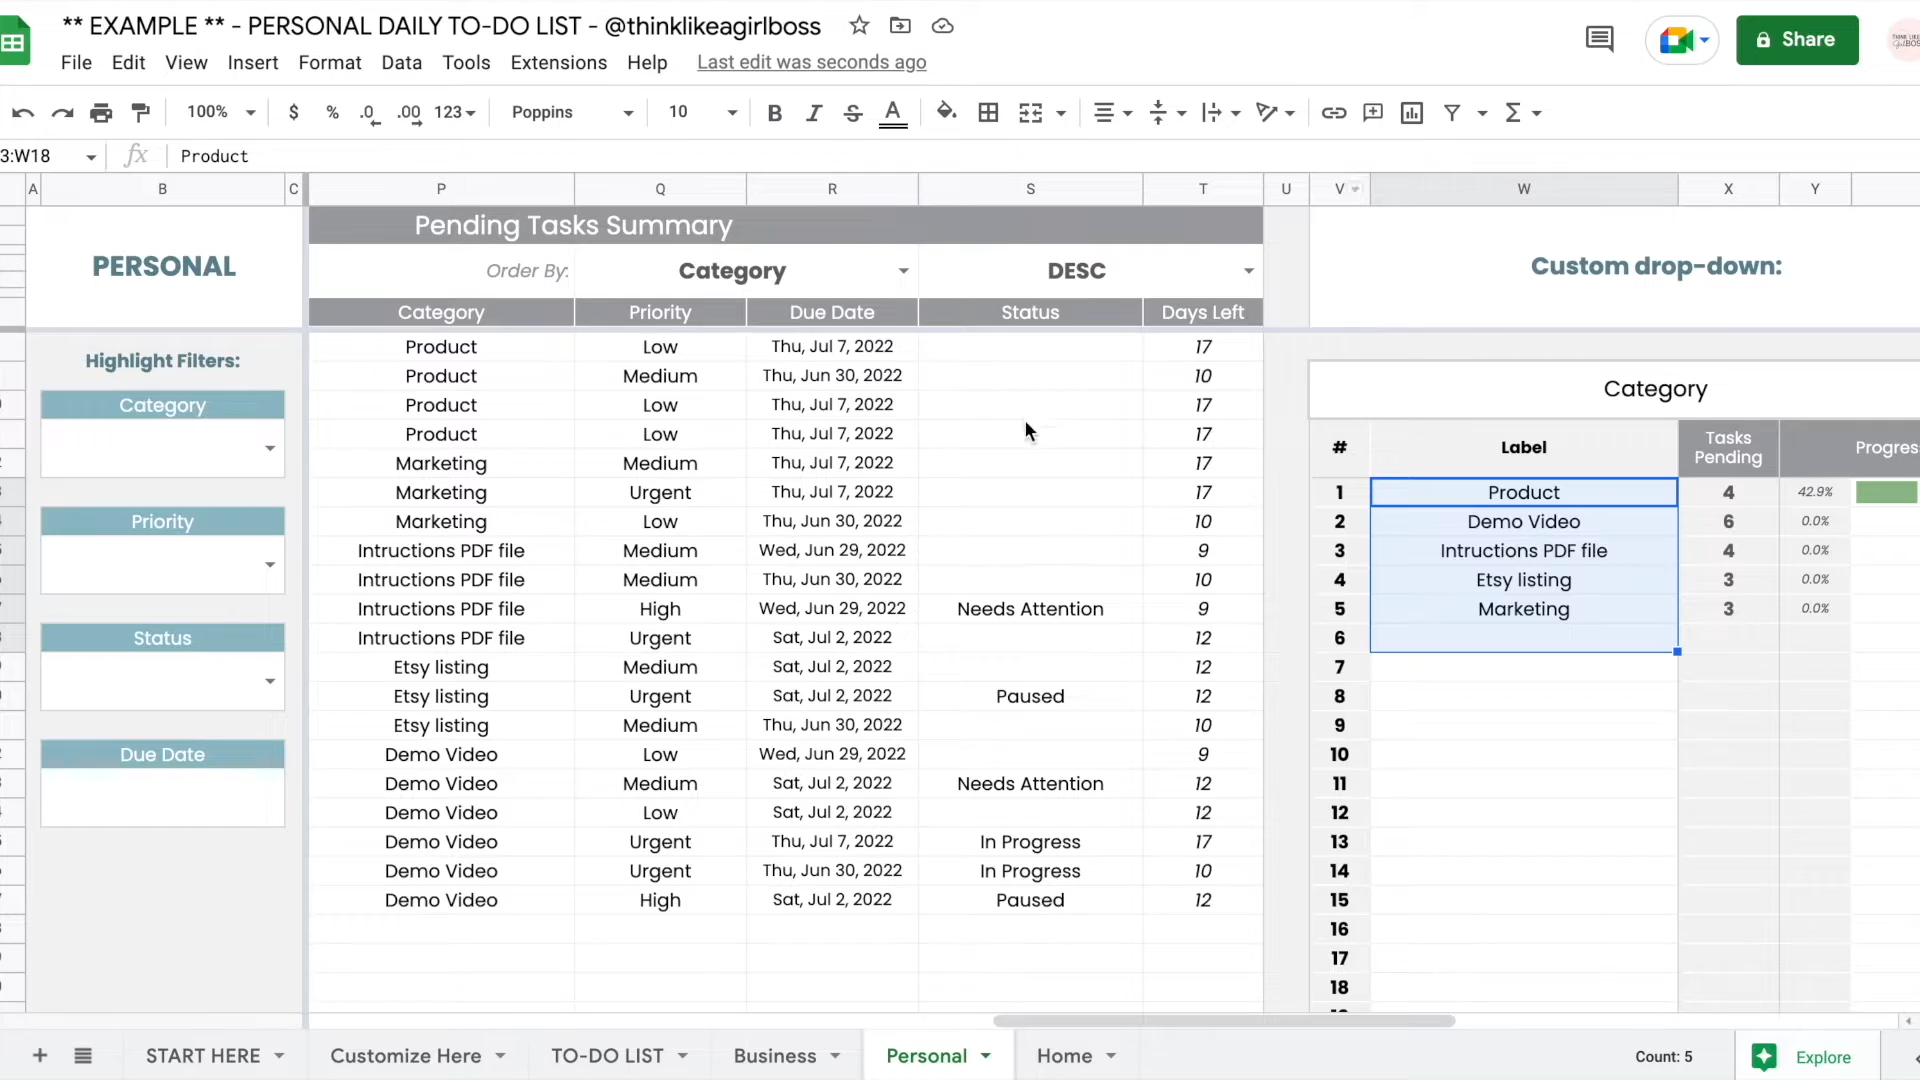 ** EXAMPLE ** - PERSONAL DAILY TO-DO LIST - @thinklikeagirlboss
File Edit View Insert Format Data Tools Extensions Help Last edit was seconds ago
Share
100% $ % .0 .00 123 Poppins 10 B I S A
3:W18 fx Product
A B C P Q R S T U V W X Y
PERSONAL
Pending Tasks Summary
Order By: Category DESC
Category Priority Due Date Status Days Left
Custom drop-down:
Highlight Filters:
Category
Priority
Status
Due Date
Product Low Thu, Jul 7, 2022 17
Product Medium Thu, Jun 30, 2022 10
Product Low Thu, Jul 7, 2022 17
Product Low Thu, Jul 7, 2022 17
Marketing Medium Thu, Jul 7, 2022 17
Marketing Urgent Thu, Jul 7, 2022 17
Marketing Low Thu, Jun 30, 2022 10
Intructions PDF file Medium Wed, Jun 29, 2022 9
Intructions PDF file Medium Thu, Jun 30, 2022 10
Intructions PDF file High Wed, Jun 29, 2022 Needs Attention 9
Intructions PDF file Urgent Sat, Jul 2, 2022 12
Etsy listing Medium Sat, Jul 2, 2022 12
Etsy listing Urgent Sat, Jul 2, 2022 Paused 12
Etsy listing Medium Thu, Jun 30, 2022 10
Demo Video Low Wed, Jun 29, 2022 9
Demo Video Medium Sat, Jul 2, 2022 Needs Attention 12
Demo Video Low Sat, Jul 2, 2022 12
Demo Video Urgent Thu, Jul 7, 2022 In Progress 17
Demo Video Urgent Thu, Jun 30, 2022 In Progress 10
Demo Video High Sat, Jul 2, 2022 Paused 12
Category
# Label Tasks Pending Progres
1 Product 4 42.9%
2 Demo Video 6 0.0%
3 Intructions PDF file 4 0.0%
4 Etsy listing 3 0.0%
5 Marketing 3 0.0%
6
7
8
9
10
11
12
13
14
15
16
17
18
START HERE Customize Here TO-DO LIST Business Personal Home Count: 5 Explore